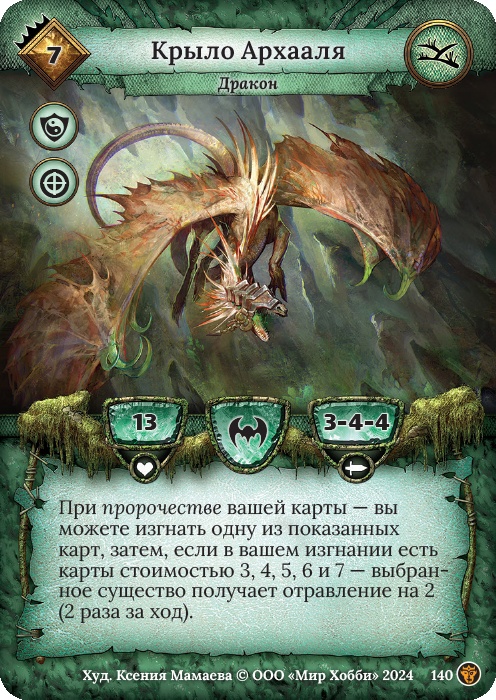 7
Крыло Архааля
Дракон
13
3-4-4
При пророчестве вашей карты — вы
можете изгнать одну из показанных
карт, затем, если в вашем изгнании есть
карты стоимостью 3, 4, 5, 6 и 7 — выбран-
ное существо получает отравление на 2
(2 раза за ход).
Худ. Ксения Мамаева © ООО «Мир Хобби» 2024 140